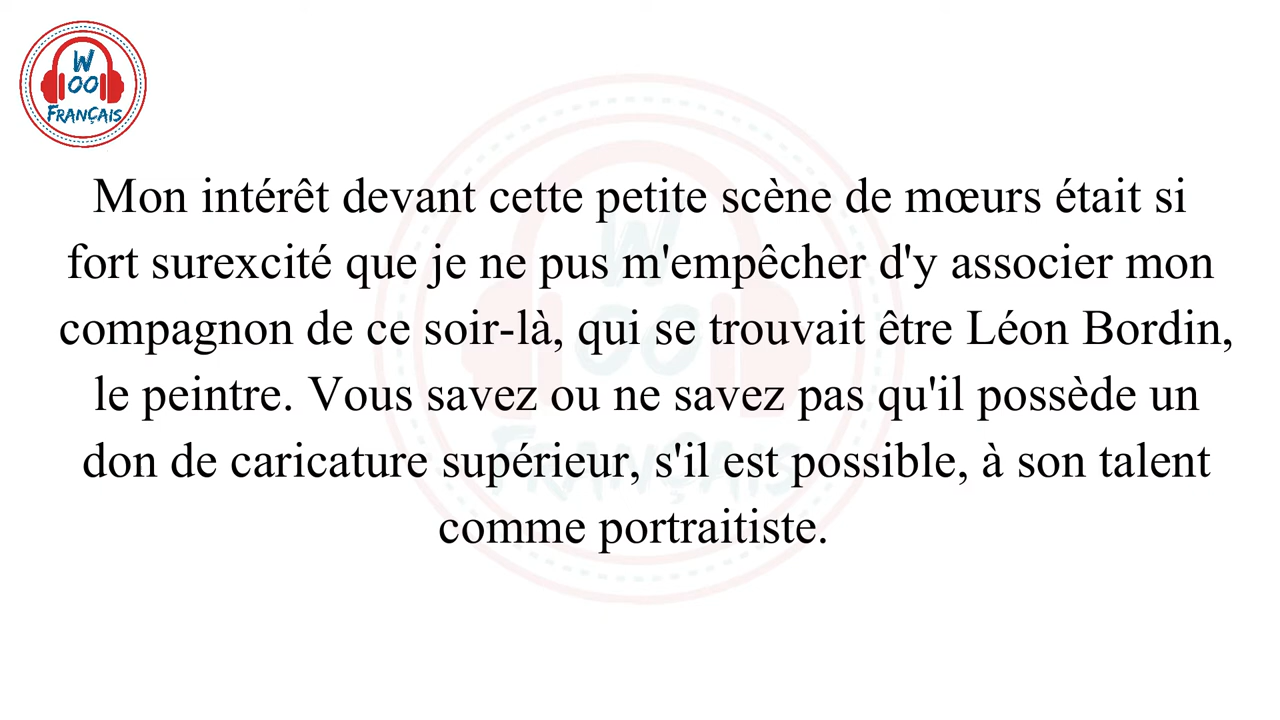 W
OO
FRANÇAIS
Mon intérêt devant cette petite scène de mœurs était si
fort surexcité que je ne pus m'empêcher d'y associer mon
compagnon de ce soir-là, qui se trouvait être Léon Bordin,
le peintre. Vous savez ou ne savez pas qu'il possède un
don de caricature supérieur, s'il est possible, à son talent
comme portraitiste.